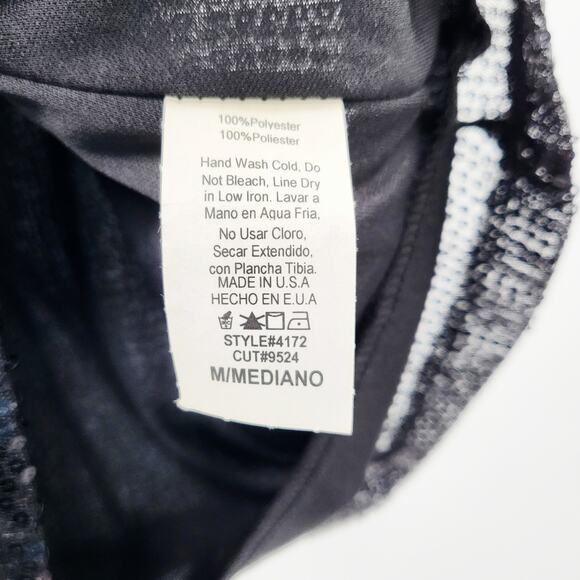 100%Polyester
100%Poliester
Hand Wash Cold, Do
Not Bleach, Line Dry
in Low Iron. Lavar a
Mano en Aqua Fria,
No Usar Cloro,
Secar Extendido,
con Plancha Tibia.
MADE IN U.S.A
HECHO EN E.U.A
STYLE#4172
CUT#9524
M/MEDIANO